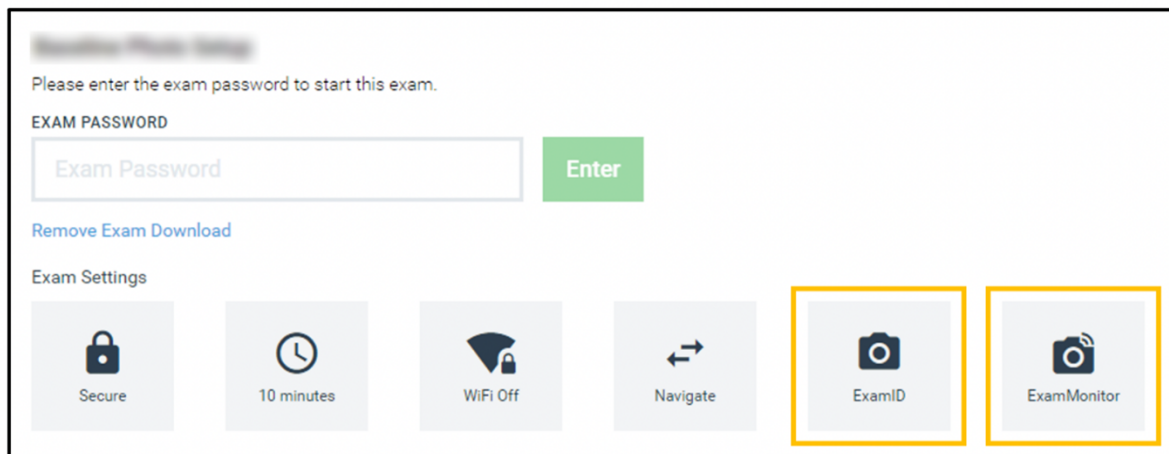 Please enter the exam password to start this exam.
EXAM PASSWORD
Exam Password
Enter
Remove Exam Download
Exam Settings
Secure
10 minutes
WiFi Off
Navigate
ExamID
ExamMonitor